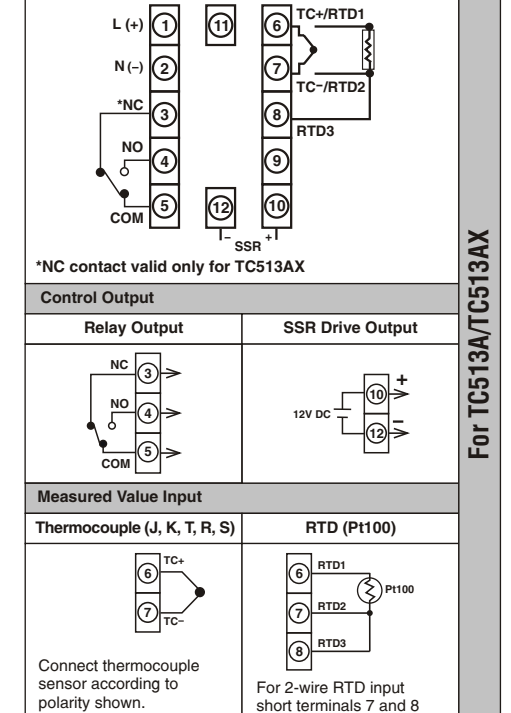 L (+) 1 11 6 TC+/RTD1
N (–) 2 7 TC–/RTD2
*NC 3 8 RTD3
NO 4 9
COM 5 12 10
– SSR +
*NC contact valid only for TC513AX
Control Output
Relay Output
SSR Drive Output
NC 3
NO 4
COM 5
12V DC
10 +
12 –
Measured Value Input
Thermocouple (J, K, T, R, S)
RTD (Pt100)
6 TC+
7 TC–
Connect thermocouple
sensor according to
polarity shown.
6 RTD1
Pt100
7 RTD2
8 RTD3
For 2-wire RTD input
short terminals 7 and 8
For TC513A/TC513AX